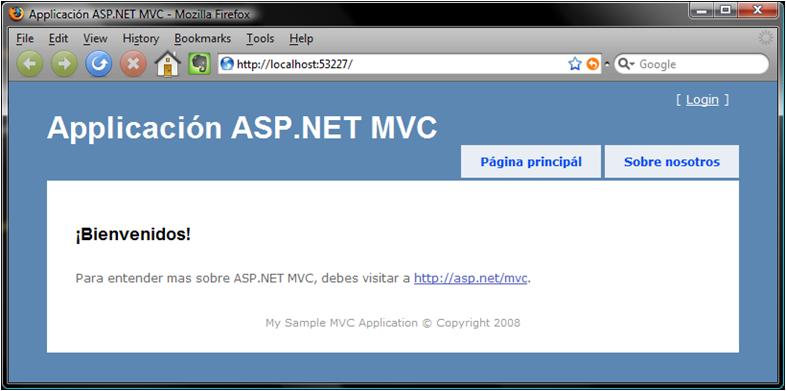 Applicación ASP.NET MVC - Mozilla Firefox
File Edit View History Bookmarks Tools Help
http://localhost:53227/ Google
[ Login ]
Applicación ASP.NET MVC
Página principál Sobre nosotros
¡Bienvenidos!
Para entender mas sobre ASP.NET MVC, debes visitar a http://asp.net/mvc.
My Sample MVC Application © Copyright 2008